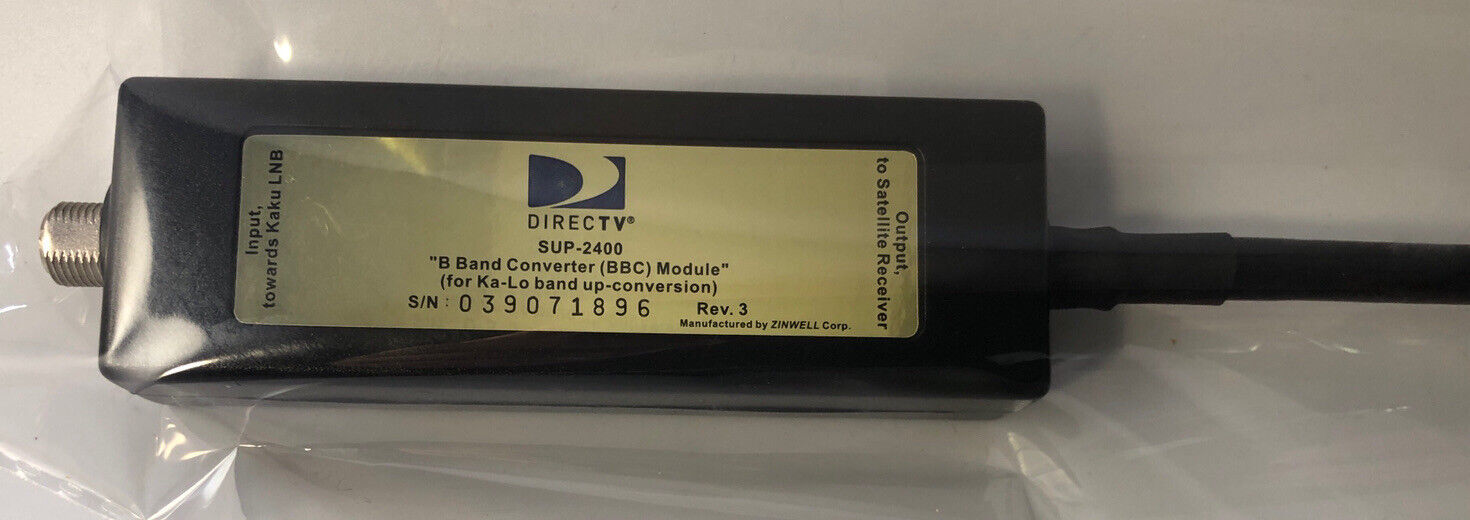 Input,
towards Kaku LNB
DIRECTV®
SUP-2400
"B Band Converter (BBC) Module"
(for Ka-Lo band up-conversion)
S/N: 039071896 Rev. 3
Manufactured by ZINWELL Corp.
Output,
to Satellite Receiver